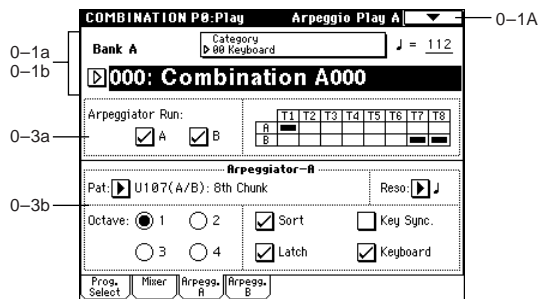 COMBINATION P0:Play Arpeggio Play A
0–1A
0–1a
0–1b
Bank A
Category
00 Keyboard
♩ = 112
000: Combination A000
0–3a
Arpeggiator Run:
A B
T1 T2 T3 T4 T5 T6 T7 T8
A
B
Arpeggiator-A
0–3b
Pat: U107(A/B): 8th Chunk
Reso: ♩
Octave: 1 2
Sort Key Sync.
3 4
Latch Keyboard
Prog. Select Mixer Arpegg. A Arpegg. B